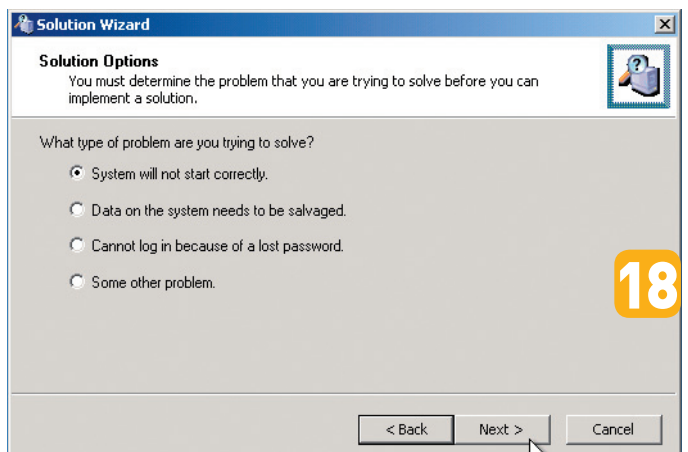 Solution Wizard
Solution Options
You must determine the problem that you are trying to solve before you can
implement a solution.
What type of problem are you trying to solve?
System will not start correctly.
Data on the system needs to be salvaged.
Cannot log in because of a lost password.
Some other problem.
18
< Back
Next >
Cancel